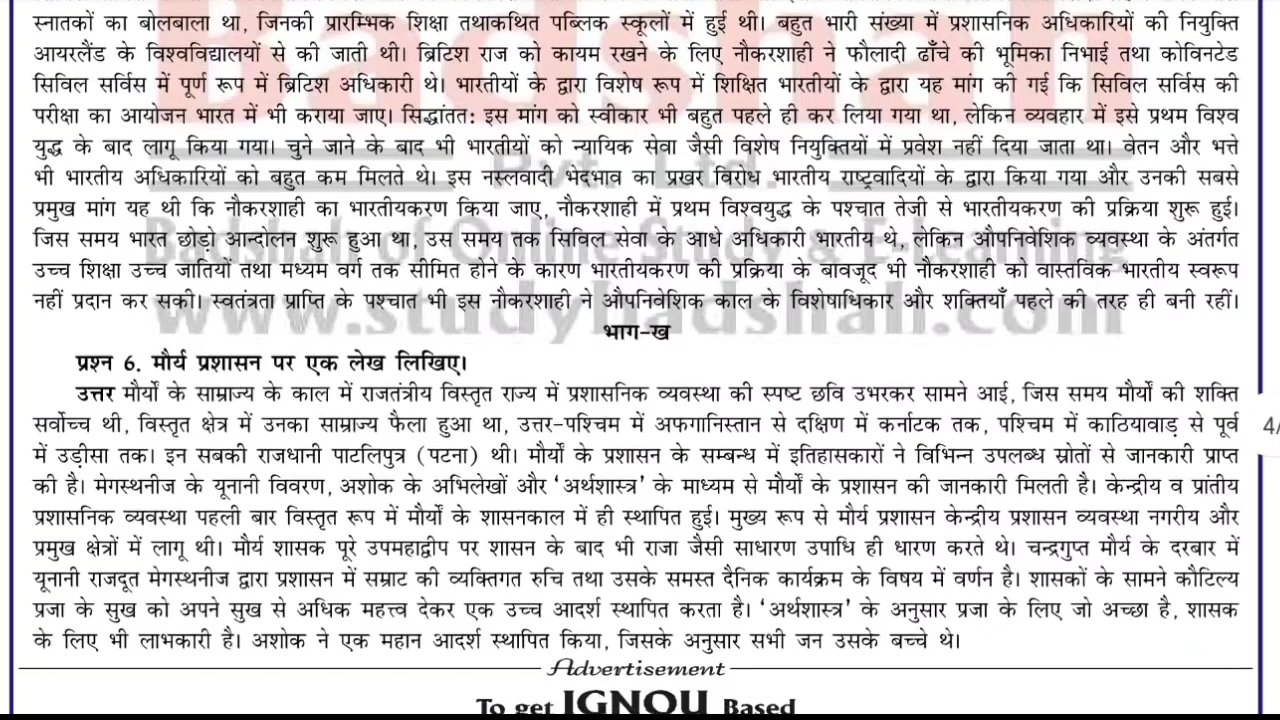 स्नातकों का बोलबाला था, जिनकी प्रारम्भिक शिक्षा तथाकथित पब्लिक स्कूलों में हुई थी। बहुत भारी संख्या में प्रशासनिक अधिकारियों की नियुक्ति
आयरलैंड के विश्वविद्यालयों से की जाती थी। ब्रिटिश राज को कायम रखने के लिए नौकरशाही ने फौलादी ढाँचे की भूमिका निभाई तथा कोविनटेड
सिविल सर्विस में पूर्ण रूप में ब्रिटिश अधिकारी थे। भारतीयों के द्वारा विशेष रूप में शिक्षित भारतीयों के द्वारा यह मांग की गई कि सिविल सर्विस की
परीक्षा का आयोजन भारत में भी कराया जाए। सिद्धांततः इस मांग को स्वीकार भी बहुत पहले ही कर लिया गया था, लेकिन व्यवहार में इसे प्रथम विश्व
युद्ध के बाद लागू किया गया। चुने जाने के बाद भी भारतीयों को न्यायिक सेवा जैसी विशेष नियुक्तियों में प्रवेश नहीं दिया जाता था। वेतन और भत्ते
भी भारतीय अधिकारियों को बहुत कम मिलते थे। इस नस्लवादी भेदभाव का प्रखर विरोध भारतीय राष्ट्रवादियों के द्वारा किया गया और उनकी सबसे
प्रमुख मांग यह थी कि नौकरशाही का भारतीयकरण किया जाए, नौकरशाही में प्रथम विश्वयुद्ध के पश्चात तेजी से भारतीयकरण की प्रक्रिया शुरू हुई।
जिस समय भारत छोड़ो आन्दोलन शुरू हुआ था, उस समय तक सिविल सेवा के आधे अधिकारी भारतीय थे, लेकिन औपनिवेशिक व्यवस्था के अंतर्गत
उच्च शिक्षा उच्च जातियों तथा मध्यम वर्ग तक सीमित होने के कारण भारतीयकरण की प्रक्रिया के बावजूद भी नौकरशाही को वास्तविक भारतीय स्वरूप
नहीं प्रदान कर सकी। स्वतंत्रता प्राप्ति के पश्चात भी इस नौकरशाही ने औपनिवेशिक काल के विशेषाधिकार और शक्तियाँ पहले की तरह ही बनी रहीं।
भाग-ख
प्रश्न 6. मौर्य प्रशासन पर एक लेख लिखिए।
उत्तर मौर्यों के साम्राज्य के काल में राजतंत्रीय विस्तृत राज्य में प्रशासनिक व्यवस्था की स्पष्ट छवि उभरकर सामने आई, जिस समय मौर्यों की शक्ति
सर्वोच्च थी, विस्तृत क्षेत्र में उनका साम्राज्य फैला हुआ था, उत्तर-पश्चिम में अफगानिस्तान से दक्षिण में कर्नाटक तक, पश्चिम में काठियावाड़ से पूर्व
में उड़ीसा तक। इन सबकी राजधानी पाटलिपुत्र (पटना) थी। मौर्यों के प्रशासन के सम्बन्ध में इतिहासकारों ने विभिन्न उपलब्ध स्रोतों से जानकारी प्राप्त
की है। मेगस्थनीज के यूनानी विवरण, अशोक के अभिलेखों और 'अर्थशास्त्र' के माध्यम से मौर्यों के प्रशासन की जानकारी मिलती है। केन्द्रीय व प्रांतीय
प्रशासनिक व्यवस्था पहली बार विस्तृत रूप में मौर्यों के शासनकाल में ही स्थापित हुई। मुख्य रूप से मौर्य प्रशासन केन्द्रीय प्रशासन व्यवस्था नगरीय और
प्रमुख क्षेत्रों में लागू थी। मौर्य शासक पूरे उपमहाद्वीप पर शासन के बाद भी राजा जैसी साधारण उपाधि ही धारण करते थे। चन्द्रगुप्त मौर्य के दरबार में
यूनानी राजदूत मेगस्थनीज द्वारा प्रशासन में सम्राट की व्यक्तिगत रुचि तथा उसके समस्त दैनिक कार्यक्रम के विषय में वर्णन है। शासकों के सामने कौटिल्य
प्रजा के सुख को अपने सुख से अधिक महत्त्व देकर एक उच्च आदर्श स्थापित करता है। 'अर्थशास्त्र' के अनुसार प्रजा के लिए जो अच्छा है, शासक
के लिए भी लाभकारी है। अशोक ने एक महान आदर्श स्थापित किया, जिसके अनुसार सभी जन उसके बच्चे थे।
Advertisement
To get IGNOU Based
4/
Badshah
Pvt. Ltd.
Badshah of Online Study & E-Learning
www.studybadshah.com